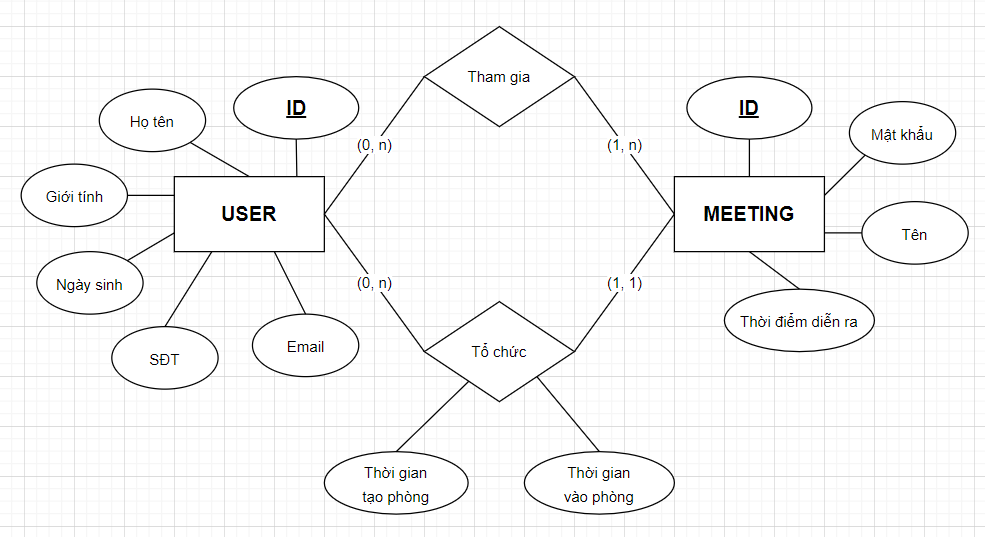 Tham gia
ID
ID
Họ tên
Mật khẩu
(0, n)
(1, n)
Giới tính
USER
MEETING
Tên
Ngày sinh
(0, n)
(1, 1)
Thời điểm diễn ra
Email
SĐT
Tổ chức
Thời gian
tạo phòng
Thời gian
vào phòng